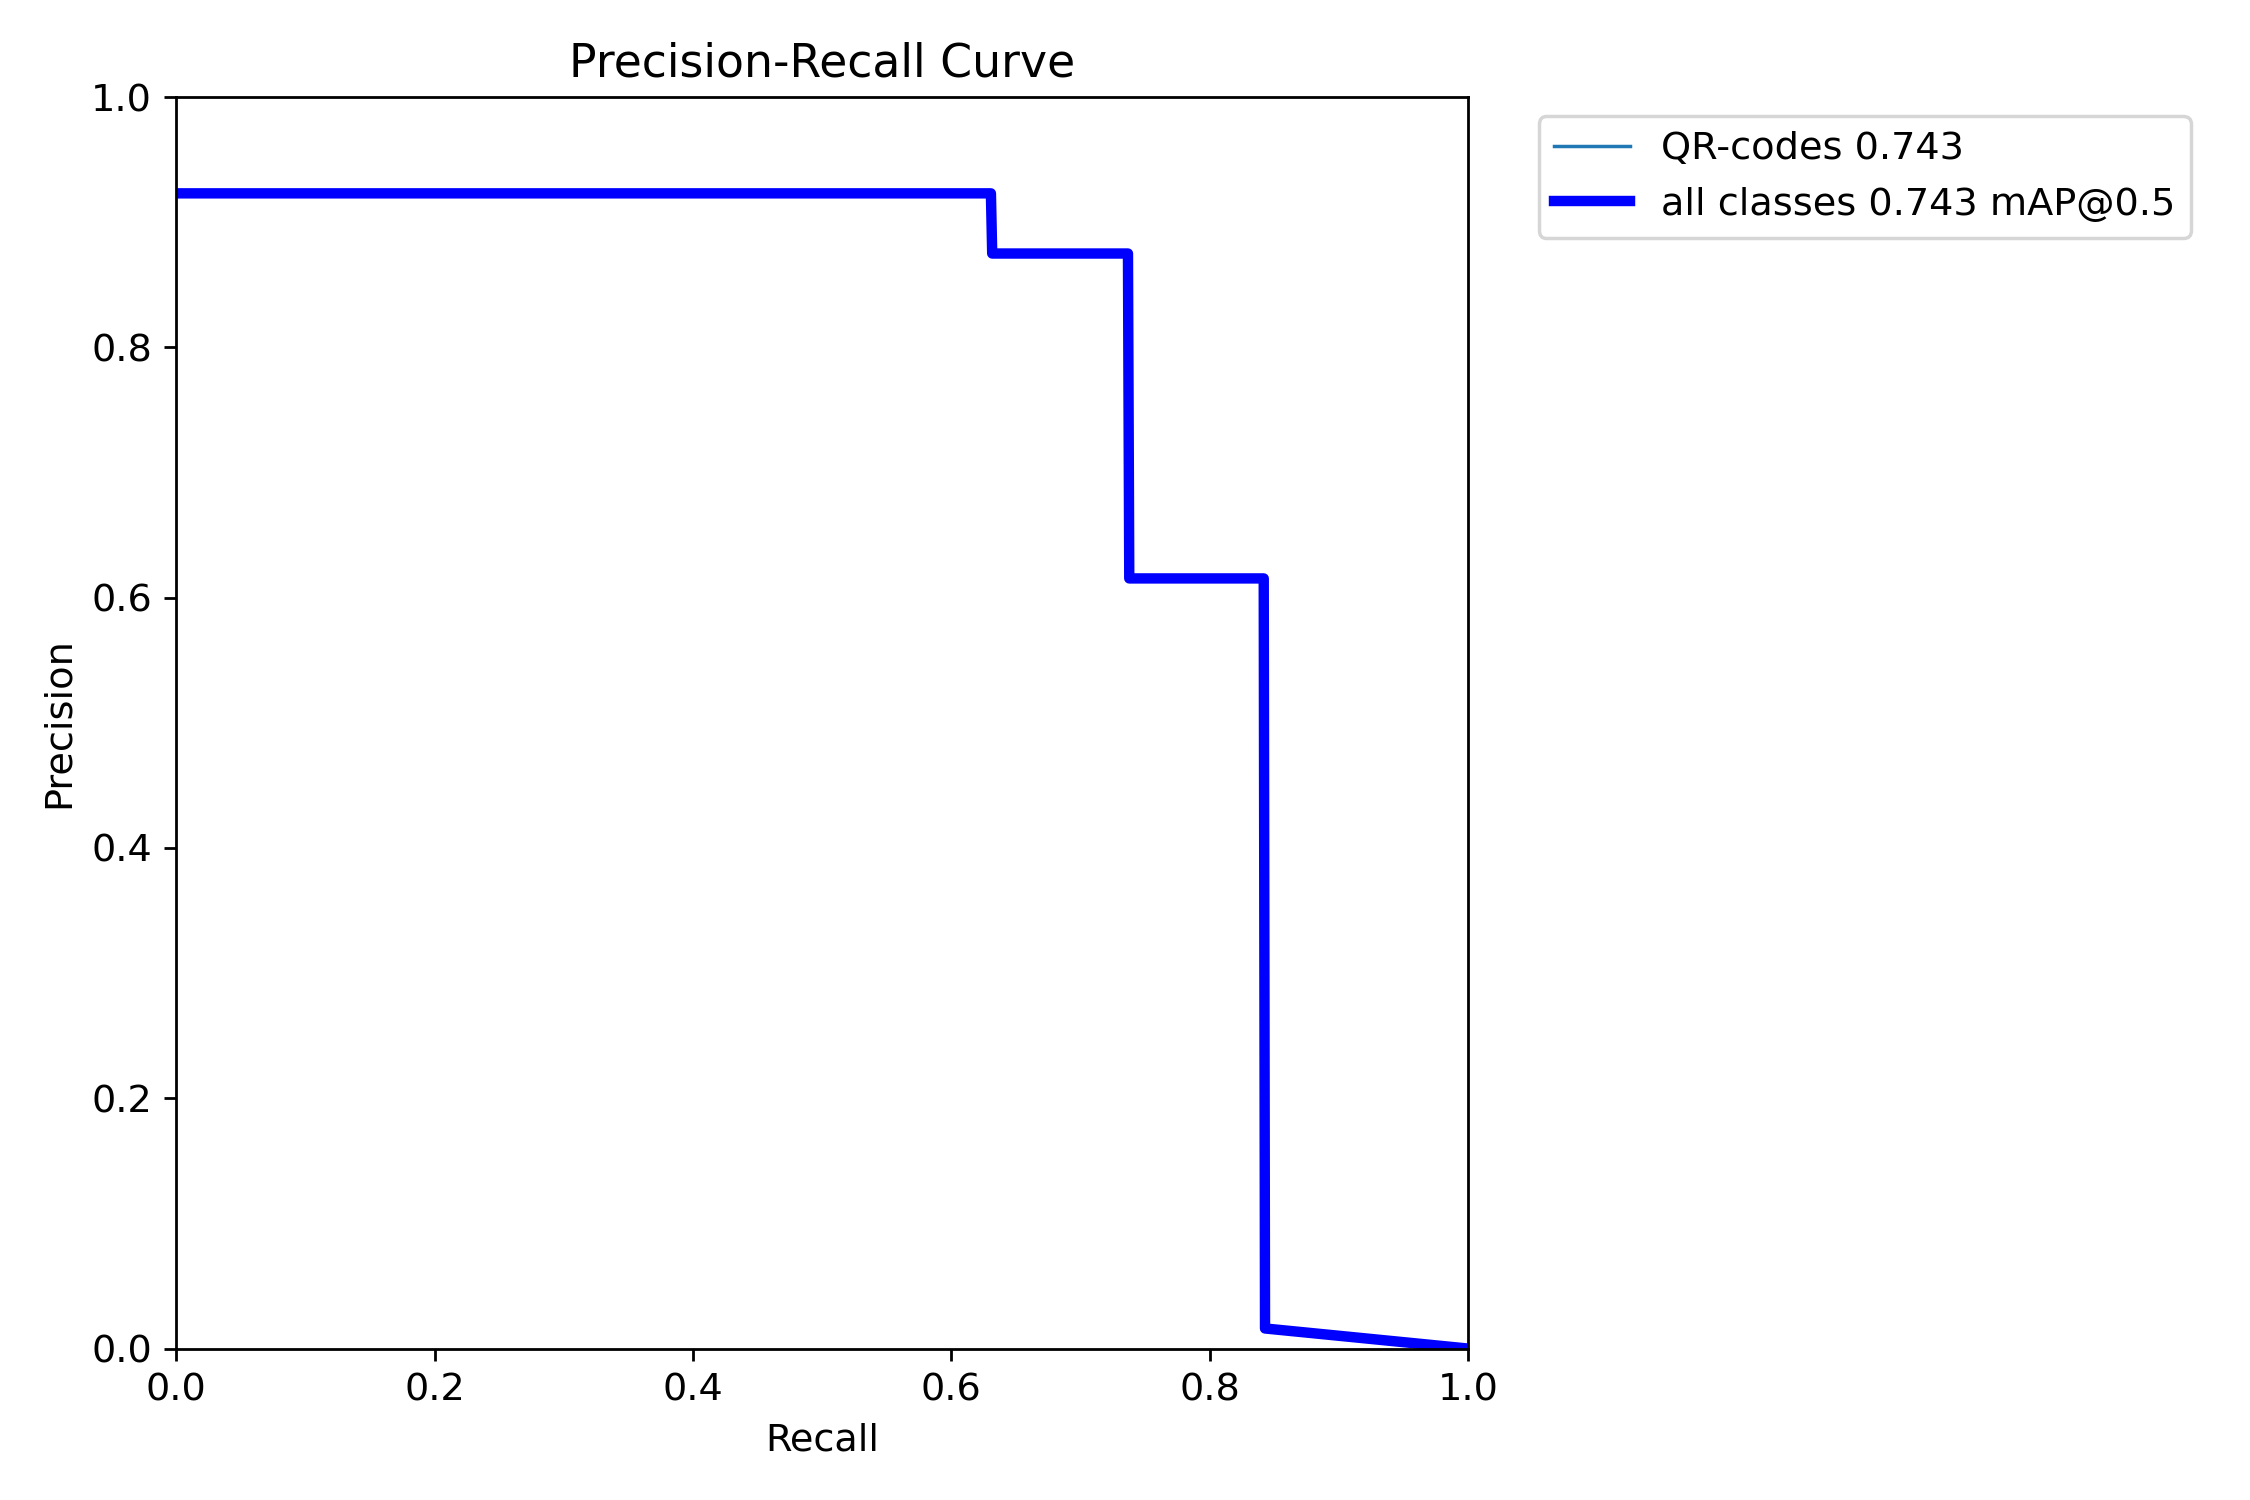 Precision-Recall Curve
1.0
0.8
0.6
0.4
0.2
0.0
Precision
0.0 0.2 0.4 0.6 0.8 1.0
Recall
QR-codes 0.743
all classes 0.743 mAP@0.5